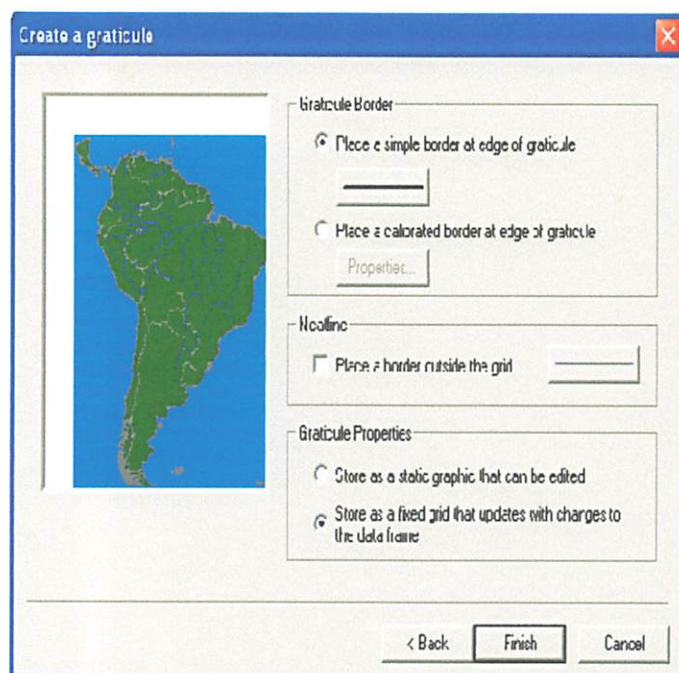 Create a graticule
Graticule Border
Place a simple border at edge of graticule
Place a calibrated border at edge of graticule
Properties...
Neatline
Place a border outside the grid
Graticule Properties
Store as a static graphic that can be edited
Store as a fixed grid that updates with changes to
the data frame
< Back
Finish
Cancel